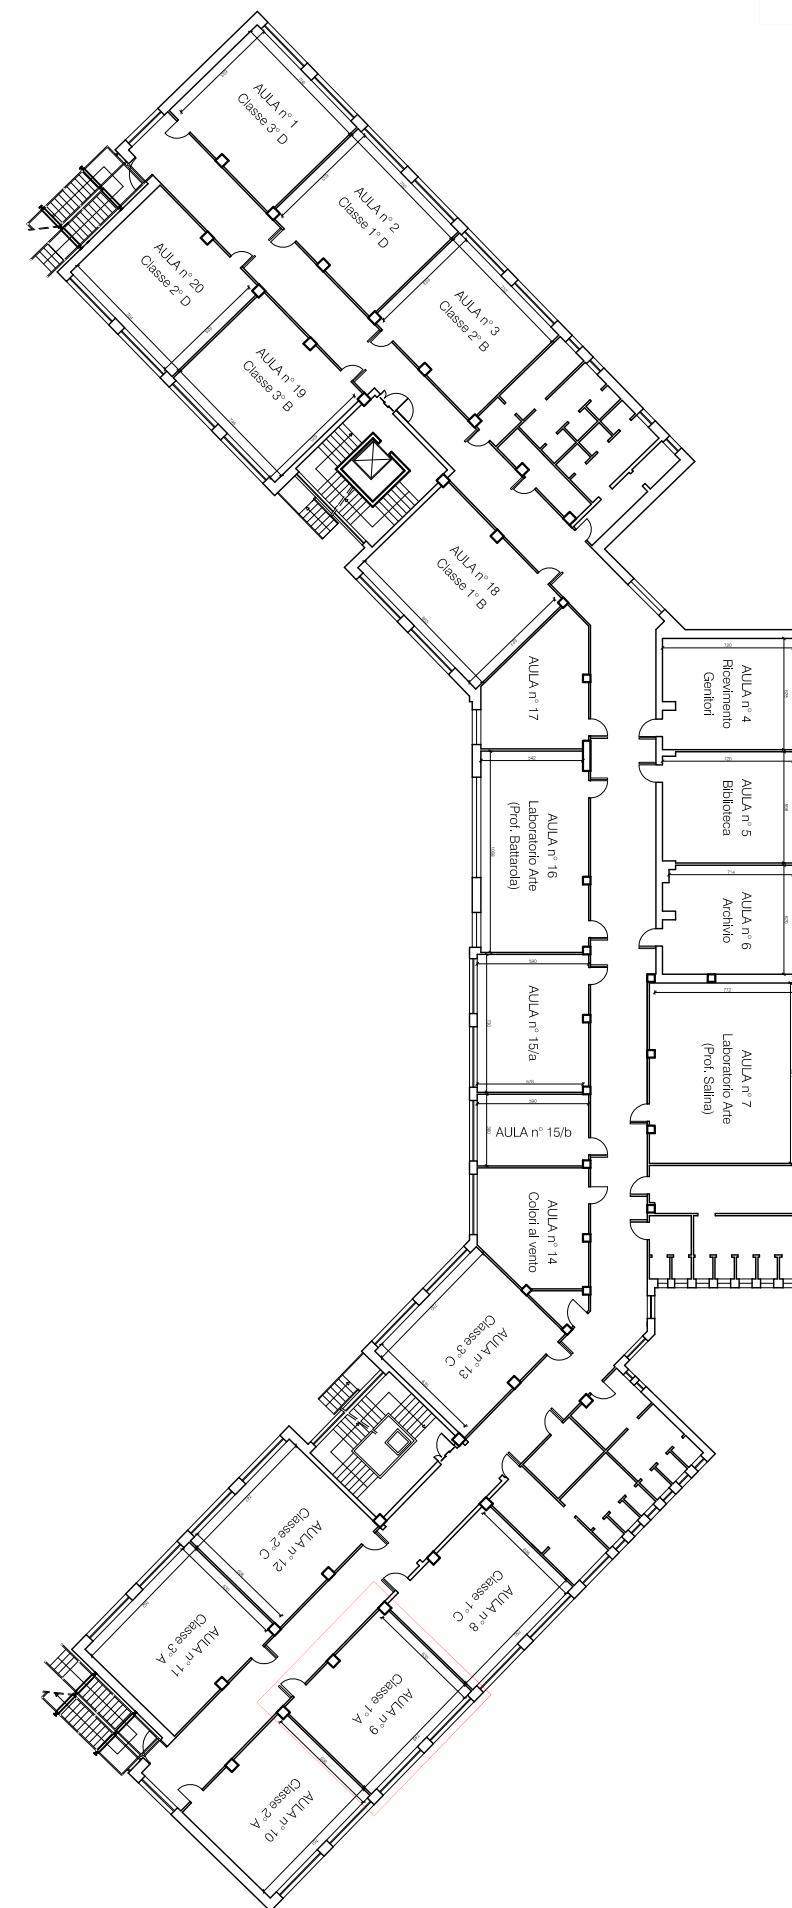 AULA n° 1
Classe 3° D
AULA n° 2
Classe 1° D
AULA n° 3
Classe 2° B
AULA n° 20
Classe 2° D
AULA n° 19
Classe 3° B
AULA n° 18
Classe 1° B
AULA n° 17
AULA n° 4
Ricevimento
Genitori
AULA n° 5
Biblioteca
AULA n° 16
Laboratorio Arte
(Prof. Battarola)
AULA n° 6
Archivio
AULA n° 15/a
AULA n° 7
Laboratorio Arte
(Prof. Salina)
AULA n° 15/b
AULA n° 14
Colori al vento
AULA n° 13
Classe 3° C
AULA n° 12
Classe 2° C
AULA n° 8
Classe 1° C
AULA n° 11
Classe 3° A
AULA n° 9
Classe 1° A
AULA n° 10
Classe 2° A